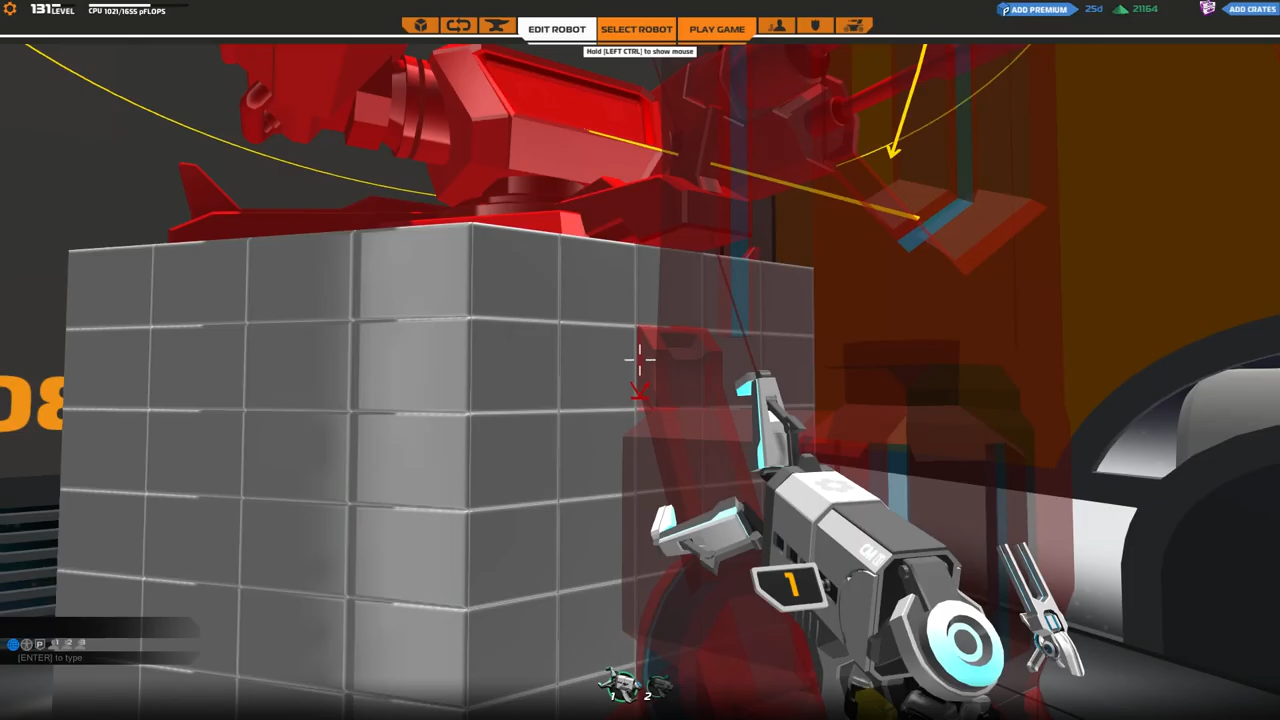 131 LEVEL
CPU 1021/1655 pFLOPS
ADD PREMIUM
25d
21164
ADD CRATES
EDIT ROBOT
SELECT ROBOT
PLAY GAME
Hold [LEFT CTRL] to show mouse
08
1
[ENTER] to type
1
2